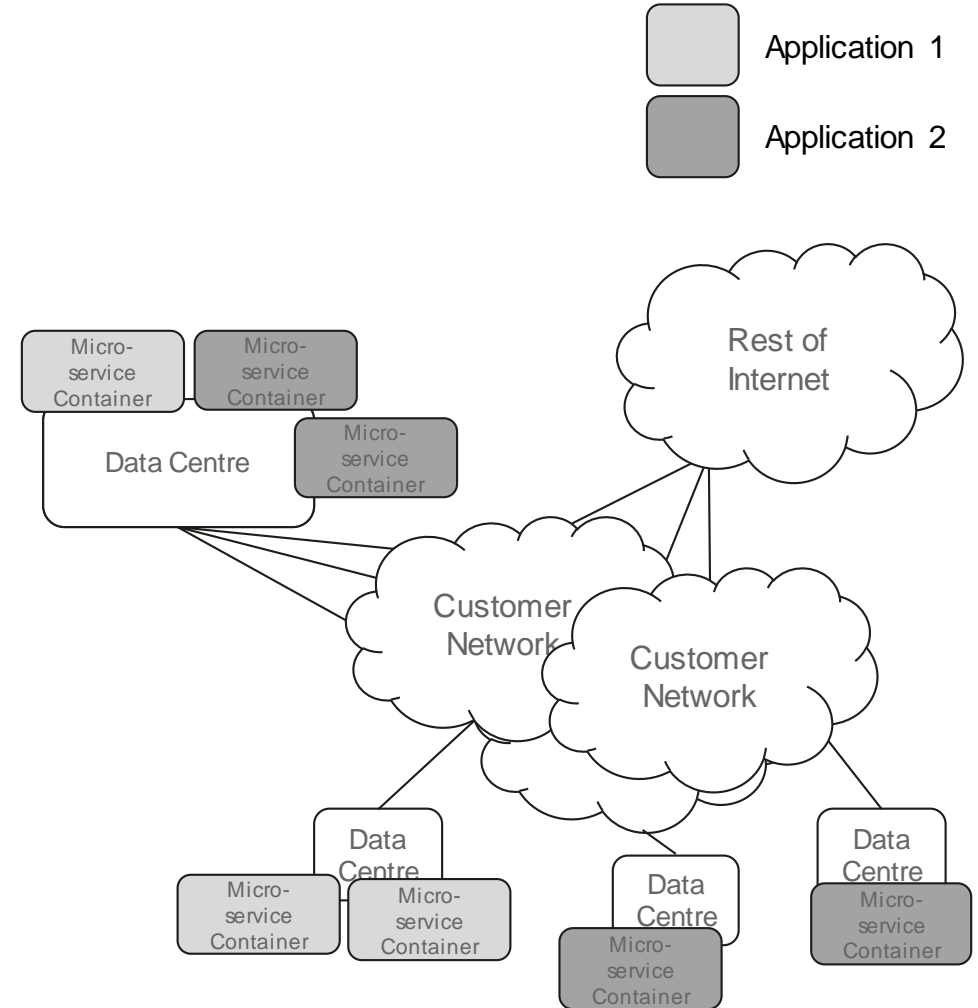 Application 1
Application 2
Rest of
Internet
Micro-
service
Container
Micro-
service
Container
Micro-
service
Container
Data Centre
Customer
Network
Customer
Network
Data
Centre
Micro-
service
Container
Micro-
service
Container
Data
Centre
Micro-
service
Container
Data
Centre
Micro-
service
Container